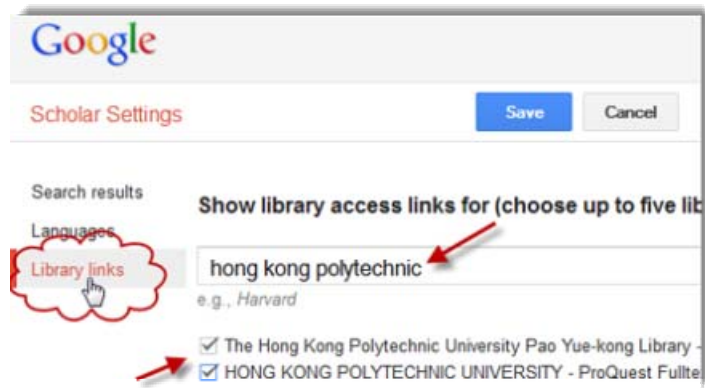 Google
Scholar Settings
Save
Cancel
Search results
Languages
Library links
Show library access links for (choose up to five lib
hong kong polytechnic
e.g., Harvard
The Hong Kong Polytechnic University Pao Yue-kong Library -
HONG KONG POLYTECHNIC UNIVERSITY - ProQuest Fullte